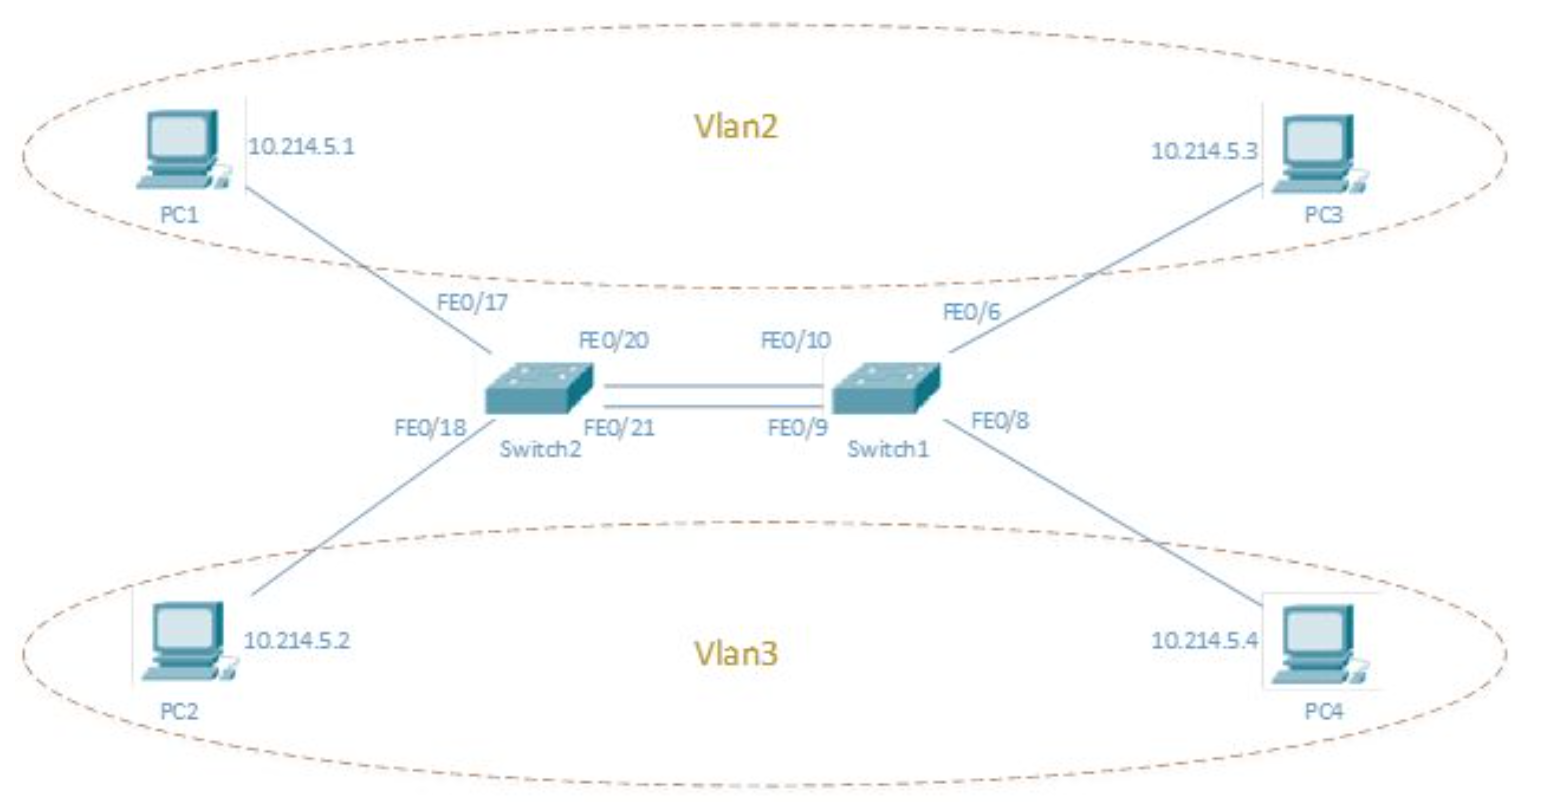 Vlan2
10.214.5.1
10.214.5.3
PC1
PC3
FE0/17
FE0/6
FE0/20
FE0/10
FE0/18
FE0/21
FE0/9
FE0/8
Switch2
Switch1
10.214.5.2
Vlan3
10.214.5.4
PC2
PC4